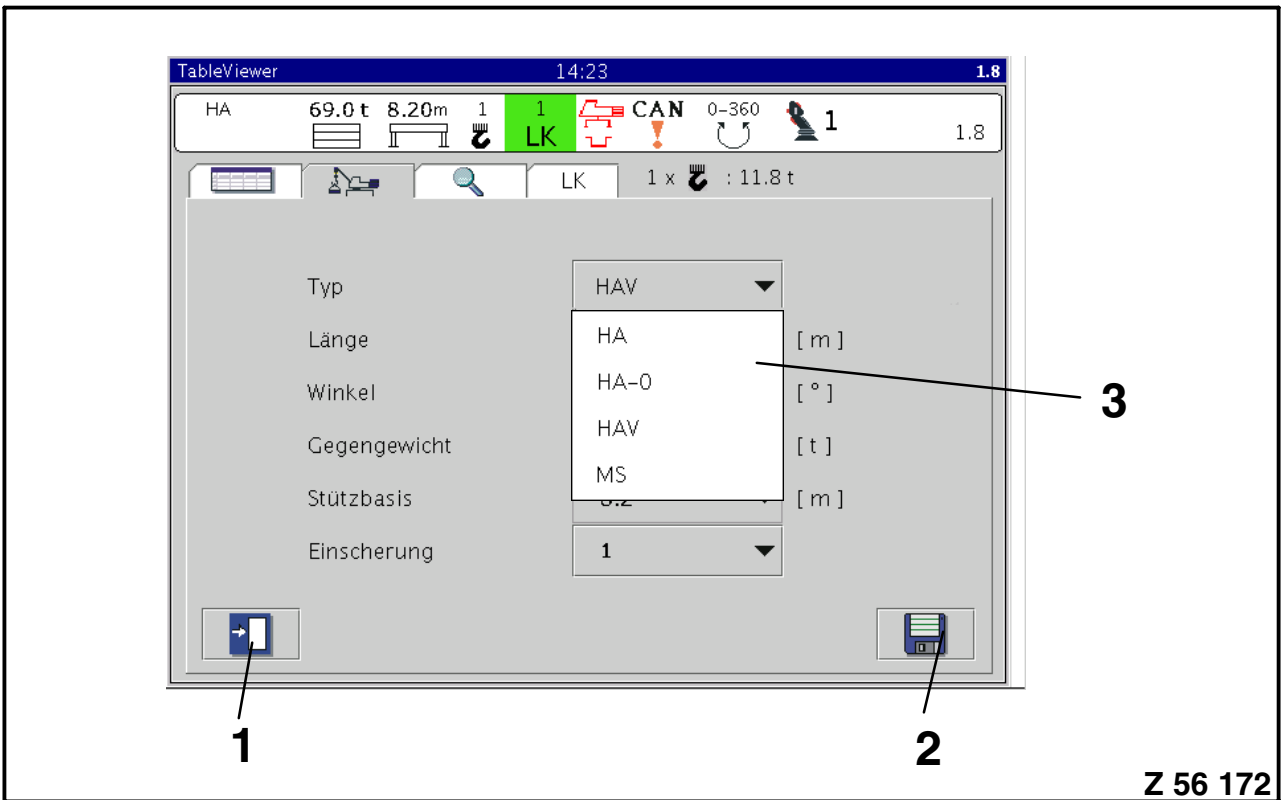 TableViewer 14:23 1.8
HA 69.0 t 8.20m 1 1 LK CAN 0-360 1 1.8
LK 1 x : 11.8 t
Typ HAV
HA
Länge [ m ]
HA-0
Winkel [ ° ]
HAV
Gegengewicht [ t ]
MS
Stützbasis 8.2 [ m ]
Einscherung 1
3
1
2
Z 56 172